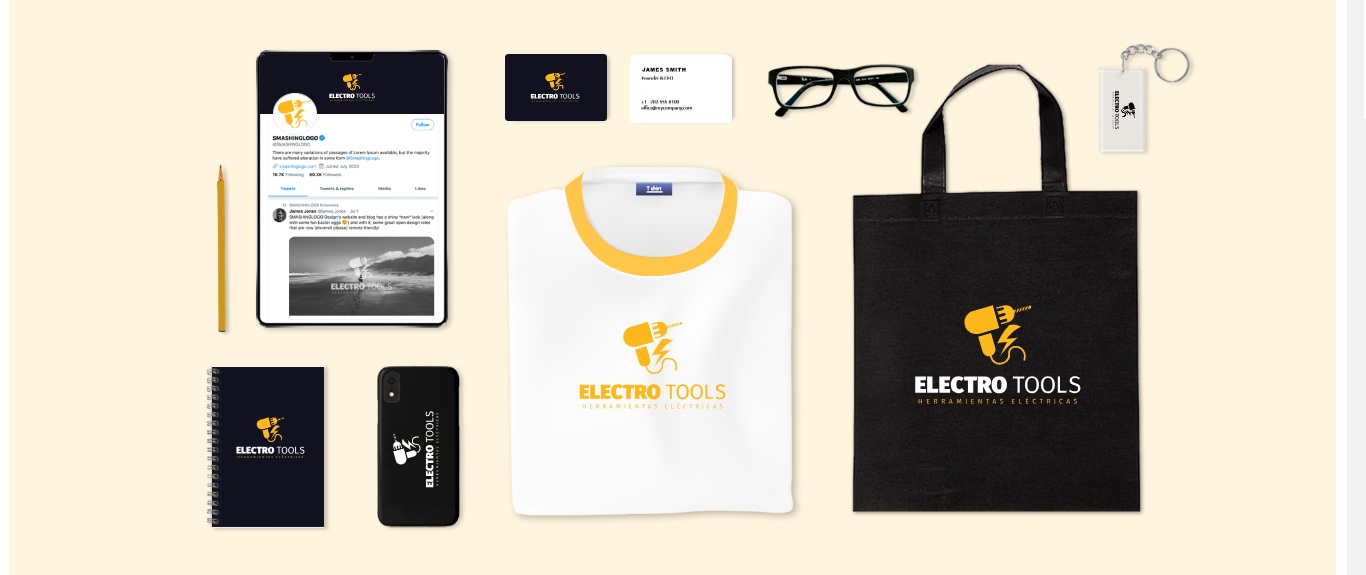 ELECTRO TOOLS
HERRAMIENTAS ELÉCTRICAS
Follow
SMASHINGLOGO
@SMASHINGLOGO
There are many variations of passages of Lorem Ipsum available, but the majority
have suffered alteration in some form @SmashingLogo.
smashinglogo.com Joined July 2020
10.7K Following 60.3K Followers
Tweets Tweets & replies Media Likes
SMASHINGLOGO Retweeted
James Jones @james_jones · Jul 1
SMASHINGLOGO Design's website and blog has a shiny *new* look (along
with some fun Easter eggs ) and with it, some great open design roles
that are now (drumroll please) remote friendly!
ELECTRO TOOLS
HERRAMIENTAS ELÉCTRICAS
ELECTRO TOOLS
HERRAMIENTAS ELÉCTRICAS
JAMES SMITH
Founder & CEO
+1 - 202-555-0100
office@mycompany.com
ELECTRO TOOLS
T shirt
ELECTRO TOOLS
HERRAMIENTAS ELÉCTRICAS
ELECTRO TOOLS
HERRAMIENTAS ELÉCTRICAS
ELECTRO TOOLS
HERRAMIENTAS ELÉCTRICAS
ELECTRO TOOLS
HERRAMIENTAS ELÉCTRICAS